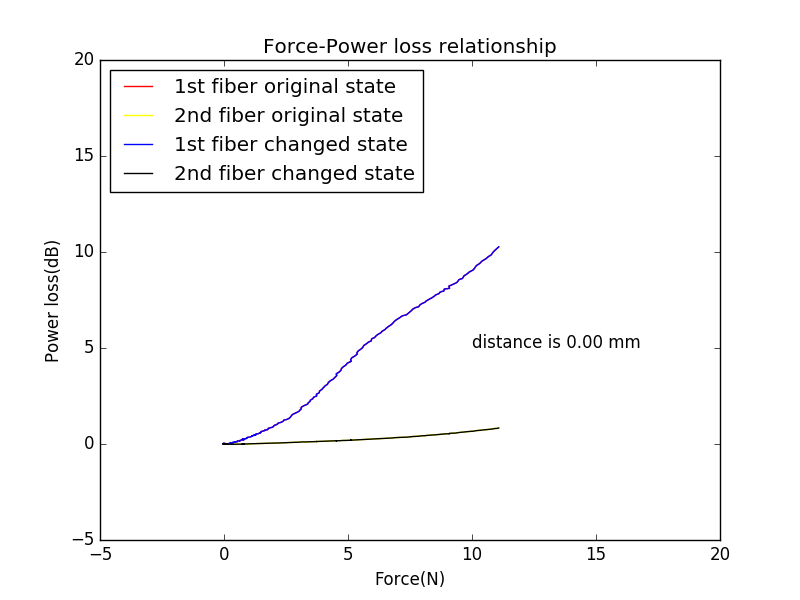 Force-Power loss relationship
1st fiber original state
2nd fiber original state
1st fiber changed state
2nd fiber changed state
distance is 0.00 mm
Power loss(dB)
20
15
10
5
0
−5
−5
0
5
10
15
20
Force(N)